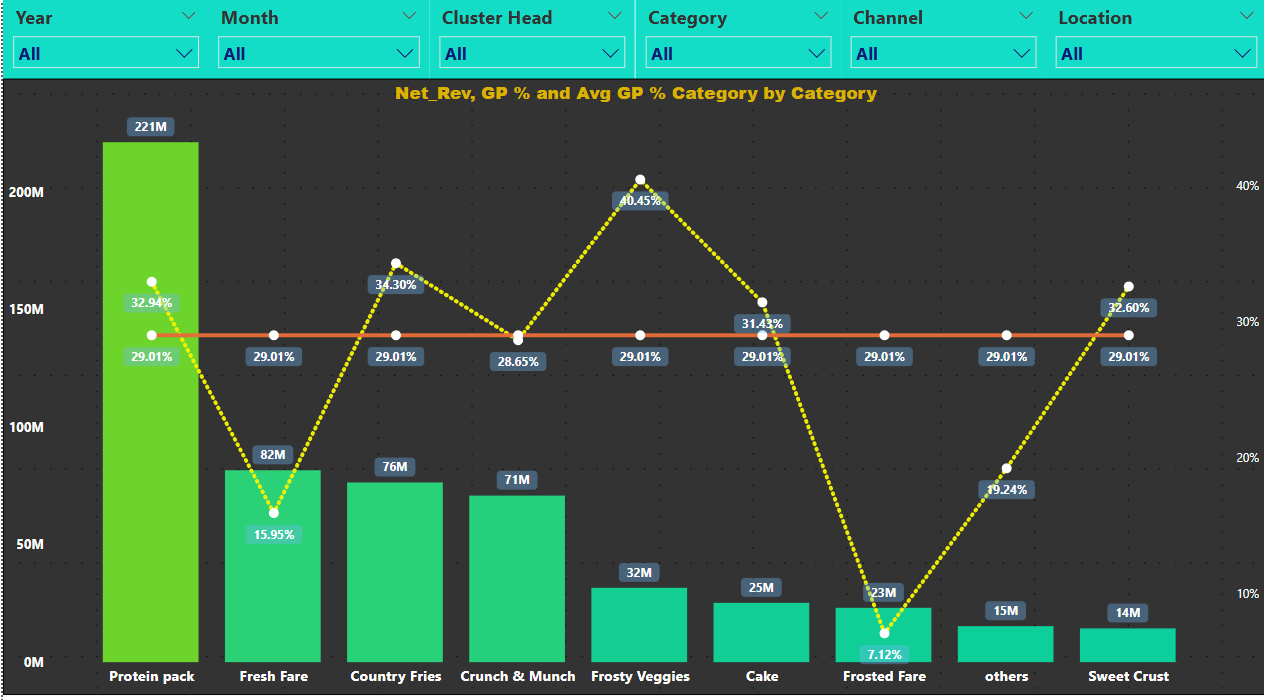 Year Month Cluster Head Category Channel Location
All All All All All All
Net_Rev, GP % and Avg GP % Category by Category
221M
200M
40%
40.45%
34.30%
32.94%
32.60%
150M
31.43%
30%
29.01% 29.01% 29.01% 28.65% 29.01% 29.01% 29.01% 29.01% 29.01%
100M
82M
76M
71M
20%
19.24%
15.95%
50M
32M
25M
23M
10%
15M
14M
7.12%
0M
Protein pack Fresh Fare Country Fries Crunch & Munch Frosty Veggies Cake Frosted Fare others Sweet Crust